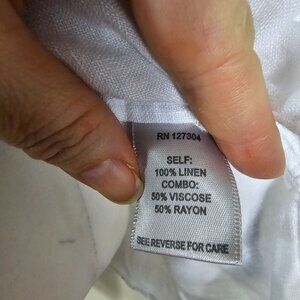 RN 127304
SELF:
100% LINEN
COMBO:
50% VISCOSE
50% RAYON
SEE REVERSE FOR CARE